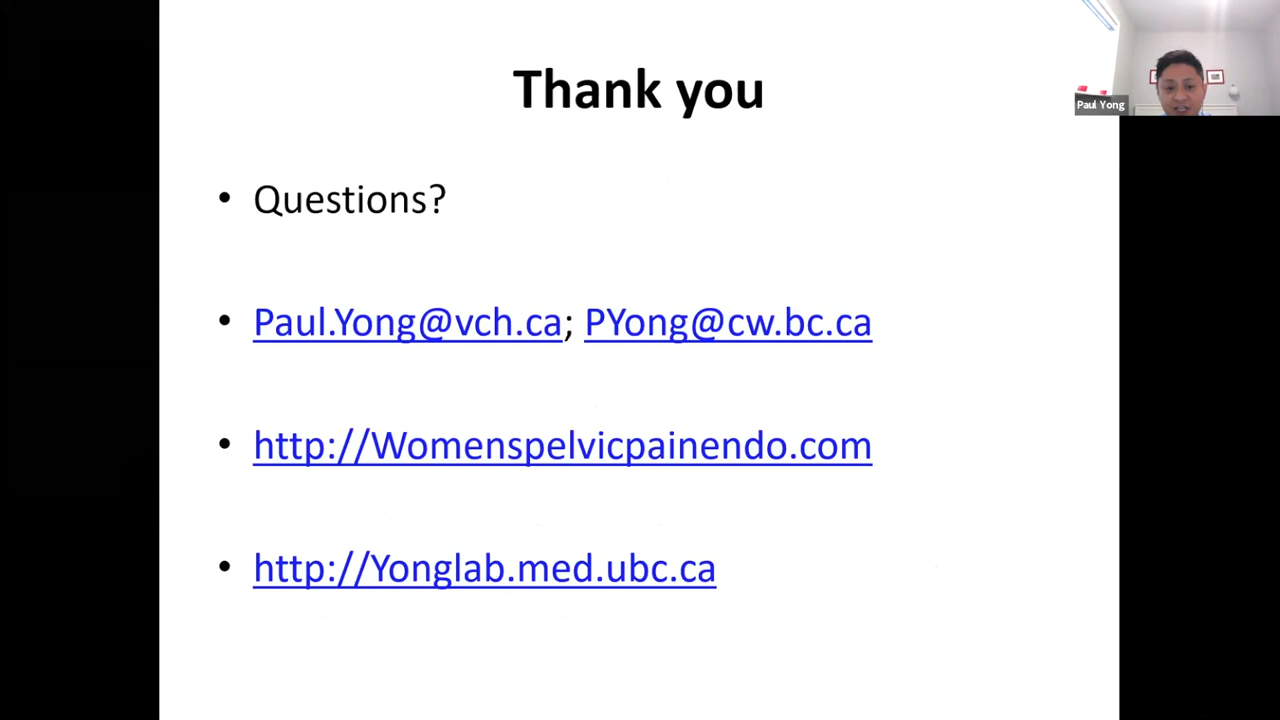 Thank you
Paul Yong
• Questions?
• Paul.Yong@vch.ca; PYong@cw.bc.ca
• http://Womenspelvicpainendo.com
• http://Yonglab.med.ubc.ca